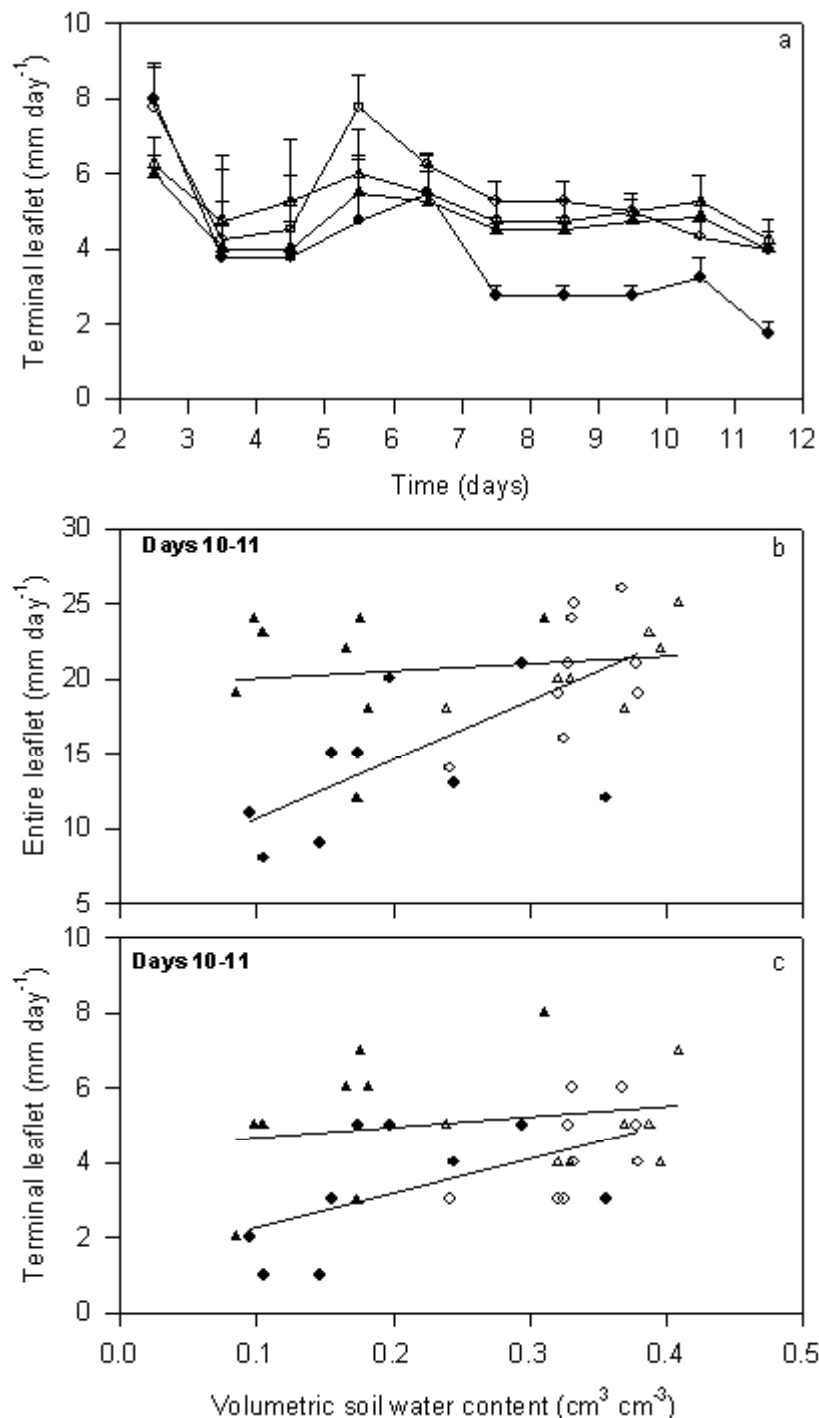 a
10
8
6
4
2
0
Terminal leaflet (mm day-1)
2 3 4 5 6 7 8 9 10 11 12
Time (days)
Days 10-11
b
30
25
20
15
10
5
Entire leaflet (mm day-1)
Days 10-11
c
10
8
6
4
2
0
Terminal leaflet (mm day-1)
0.0 0.1 0.2 0.3 0.4 0.5
Volumetric soil water content (cm3 cm-3)